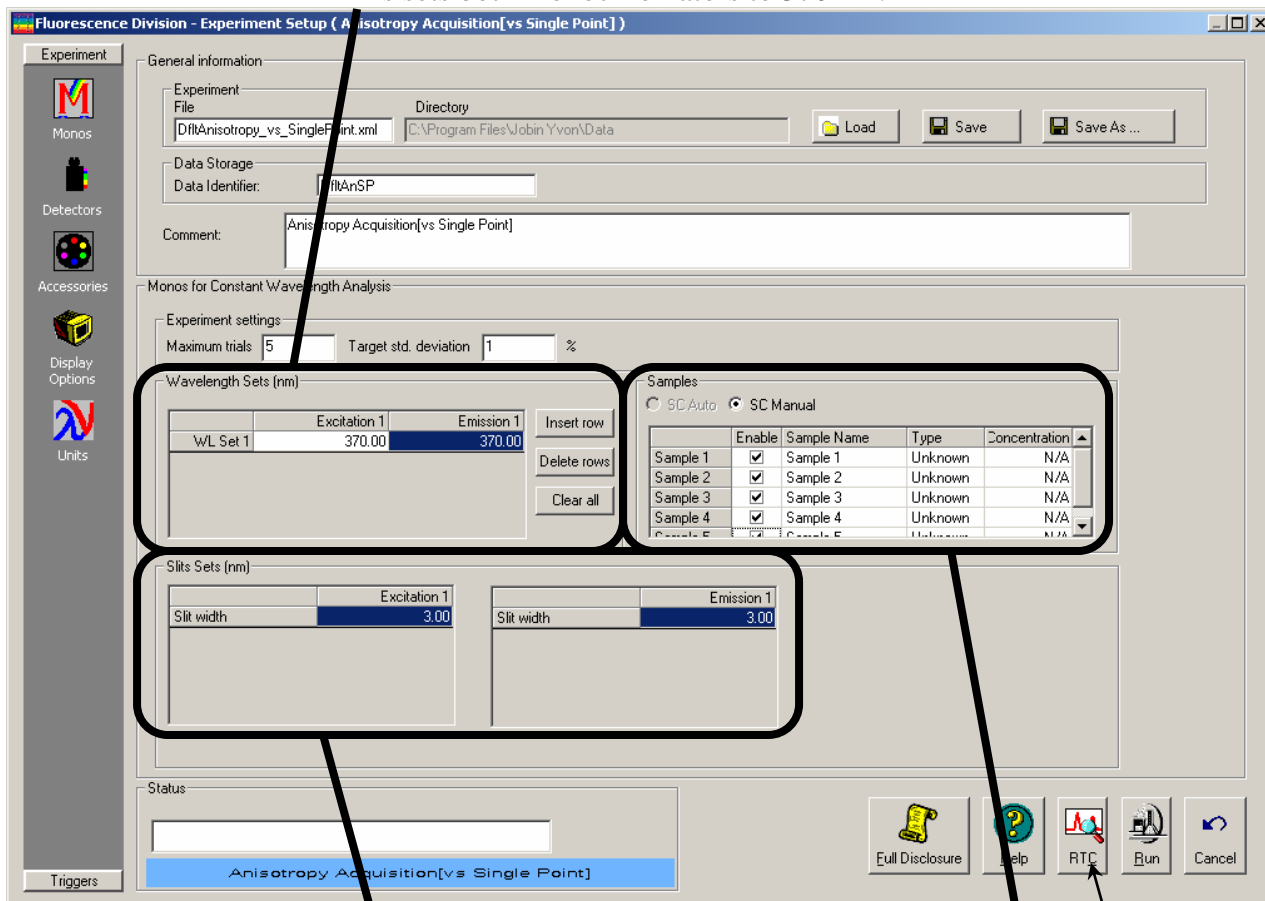 Fluorescence Division - Experiment Setup ( Anisotropy Acquisition[vs Single Point] )
Experiment
Monos
Detectors
Accessories
Display
Options
Units
Triggers
General information
Experiment
File Directory
DfltAnisotropy_vs_SinglePoint.xml C:\Program Files\Jobin Yvon\Data Load Save Save As ...
Data Storage
Data Identifier: DfltAnSP
Comment: Anisotropy Acquisition[vs Single Point]
Monos for Constant Wavelength Analysis
Experiment settings
Maximum trials 5 Target std. deviation 1 %
Wavelength Sets (nm)
Excitation 1 Emission 1
WL Set 1 370.00 370.00
Insert row
Delete rows
Clear all
Samples
SC Auto SC Manual
Enable Sample Name Type Concentration
Sample 1 Sample 1 Unknown N/A
Sample 2 Sample 2 Unknown N/A
Sample 3 Sample 3 Unknown N/A
Sample 4 Sample 4 Unknown N/A
Sample 5 Sample 5 Unknown N/A
Slits Sets (nm)
Excitation 1
Slit width 3.00
Emission 1
Slit width 3.00
Status
Anisotropy Acquisition[vs Single Point]
Full Disclosure Help RTC Run Cancel